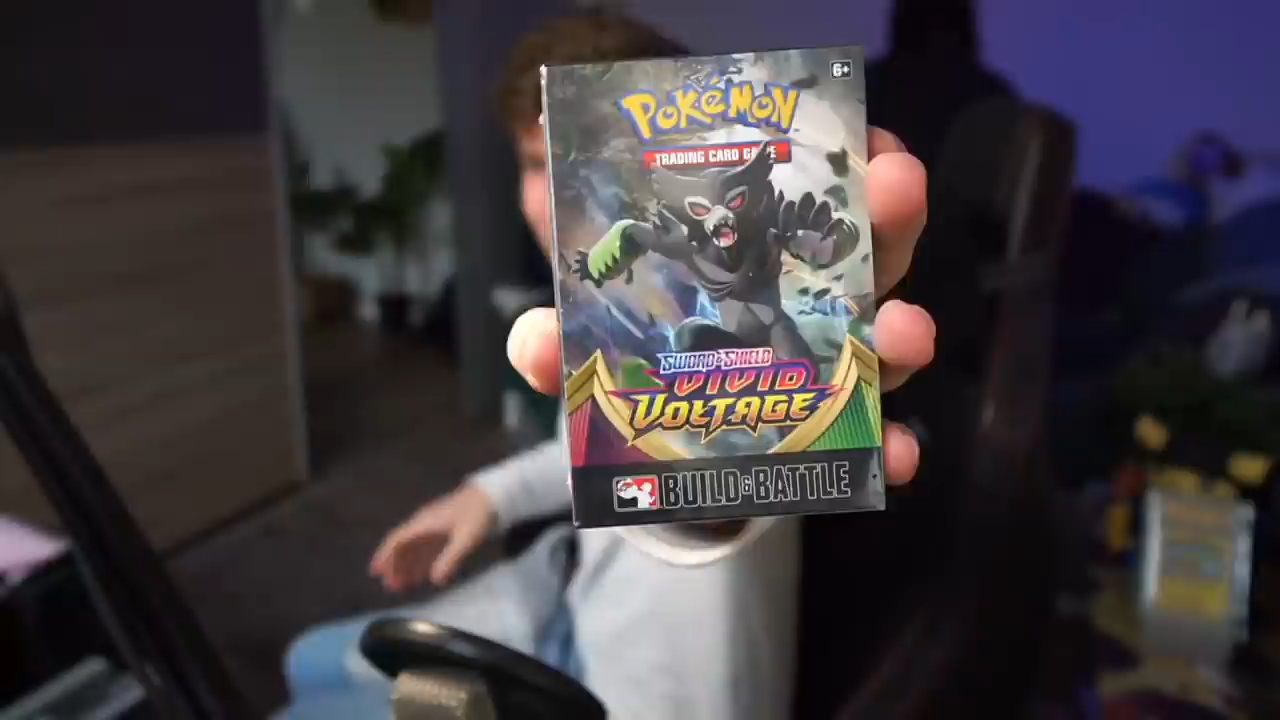 6+
POKéMON
TRADING CARD GAME
SWORD & SHIELD
VIVID
VOLTAGE
BUILD & BATTLE